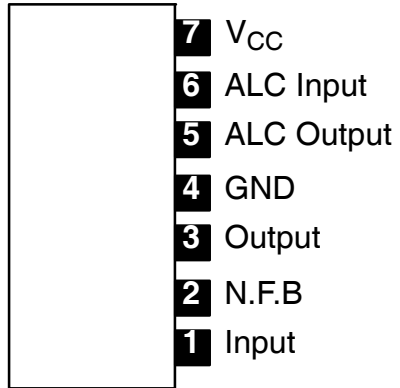 7 VCC
6 ALC Input
5 ALC Output
4 GND
3 Output
2 N.F.B
1 Input